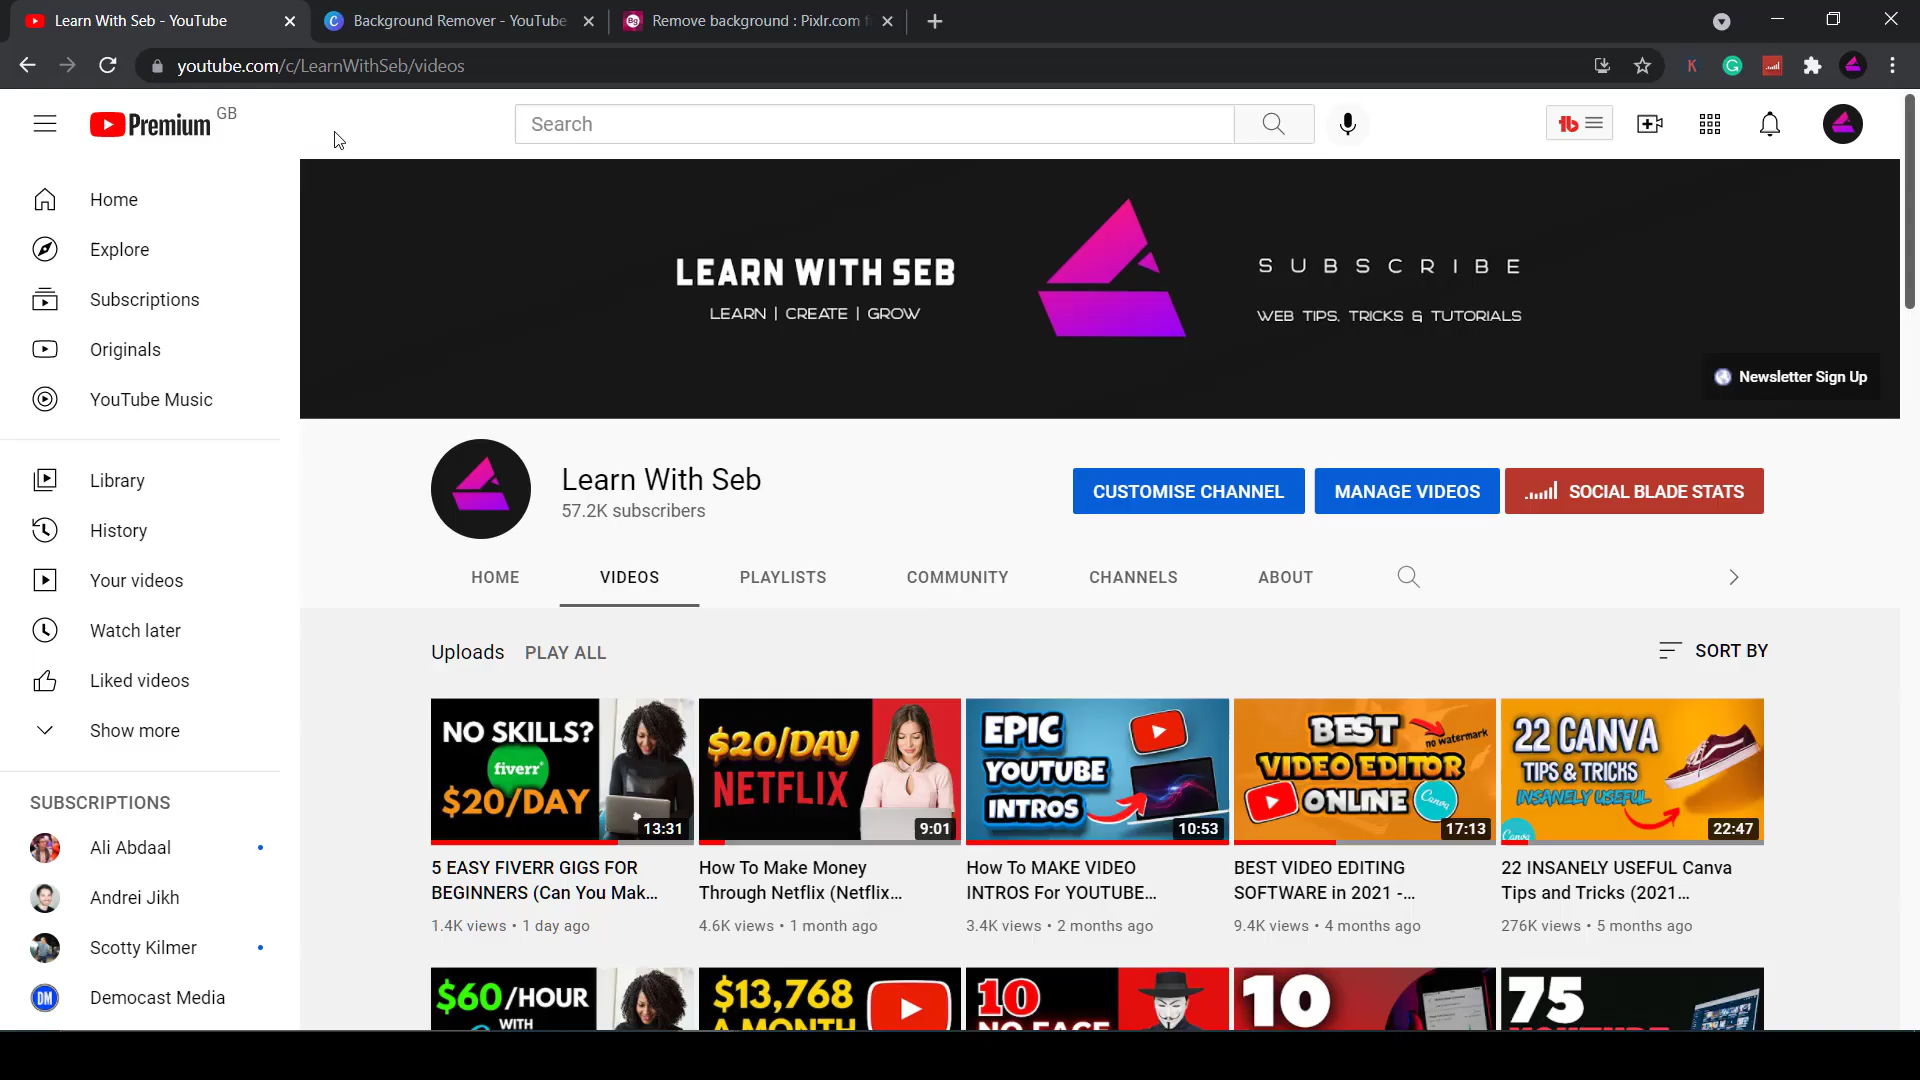 Learn With Seb - YouTube
Background Remover - YouTube
Remove background : Pixlr.com f
youtube.com/c/LearnWithSeb/videos
K
G
Premium GB
Search
tb
LEARN WITH SEB
LEARN | CREATE | GROW
SUBSCRIBE
WEB TIPS, TRICKS & TUTORIALS
Newsletter Sign Up
Home
Explore
Subscriptions
Originals
YouTube Music
Library
History
Your videos
Watch later
Liked videos
Show more
SUBSCRIPTIONS
Ali Abdaal
Andrei Jikh
Scotty Kilmer
DM
Democast Media
Learn With Seb
57.2K subscribers
CUSTOMISE CHANNEL
MANAGE VIDEOS
SOCIAL BLADE STATS
HOME
VIDEOS
PLAYLISTS
COMMUNITY
CHANNELS
ABOUT
Uploads
PLAY ALL
SORT BY
NO SKILLS?
fiverr
$20/DAY
13:31
5 EASY FIVERR GIGS FOR
BEGINNERS (Can You Mak...
1.4K views • 1 day ago
$20/DAY
NETFLIX
9:01
How To Make Money
Through Netflix (Netflix...
4.6K views • 1 month ago
EPIC
YOUTUBE
INTROS
10:53
How To MAKE VIDEO
INTROS For YOUTUBE...
3.4K views • 2 months ago
BEST
no watermark
VIDEO EDITOR
ONLINE
Canva
17:13
BEST VIDEO EDITING
SOFTWARE in 2021 -...
9.4K views • 4 months ago
22 CANVA
TIPS & TRICKS
INSANELY USEFUL
Canva
22:47
22 INSANELY USEFUL Canva
Tips and Tricks (2021...
276K views • 5 months ago
$60/HOUR
WITH
$13,768
A MONTH
10
NO FACE
10
75
YOUTUBE